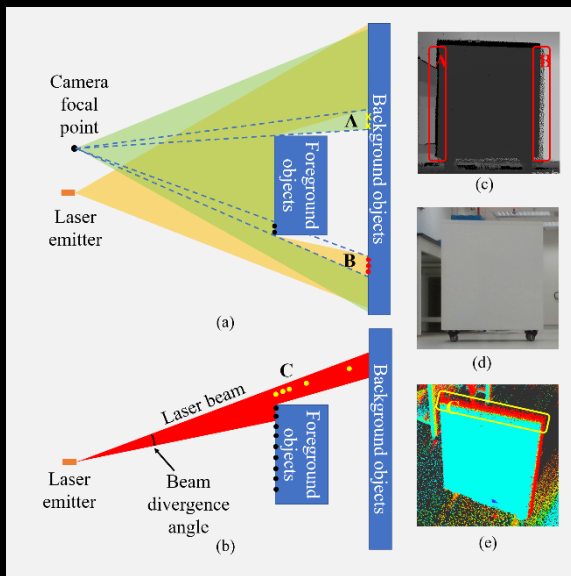 Camera
focal
point
Laser
emitter
A
B
Foreground
objects
Background objects
(a)
A
B
(c)
(d)
C
Laser beam
Foreground
objects
Background objects
Laser
emitter
Beam
divergence
angle
(b)
C
(e)